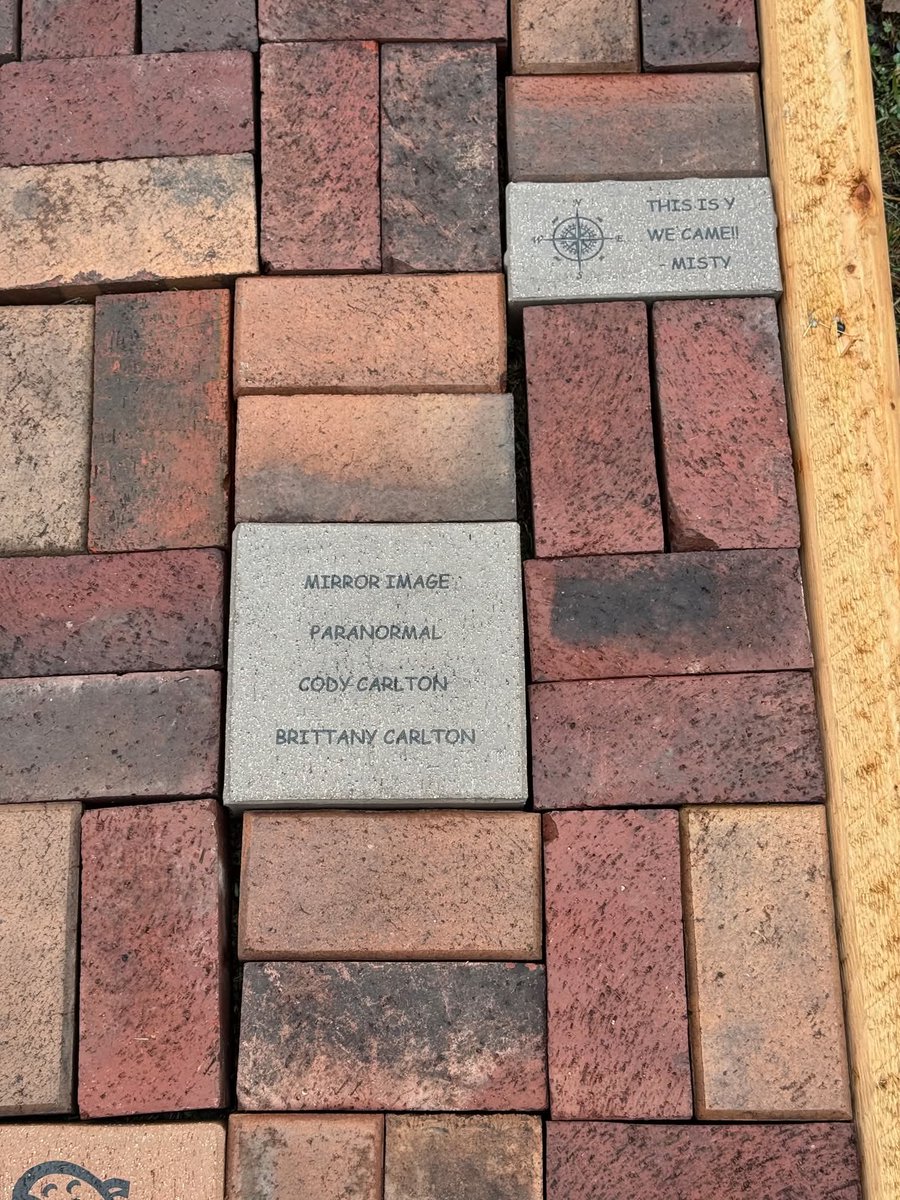 THIS IS Y
WE CAME!!
- MISTY
MIRROR IMAGE
PARANORMAL
CODY CARLTON
BRITTANY CARLTON